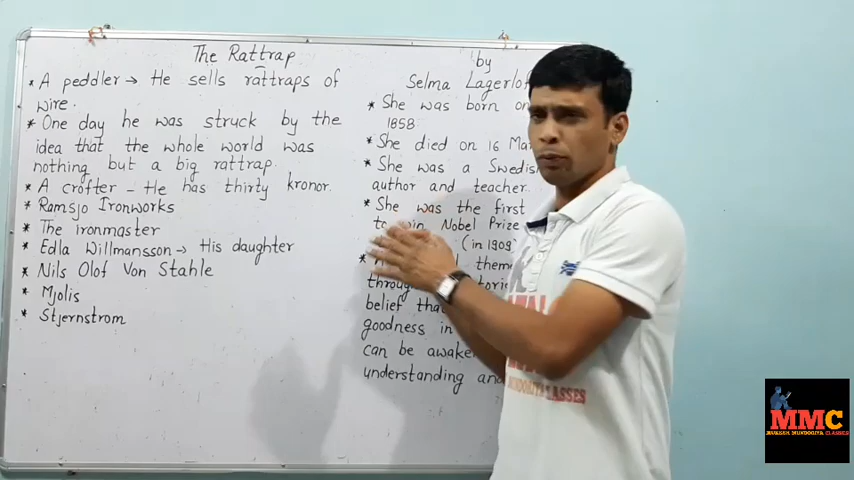 The Rattrap
* A peddler → He sells rattraps of
wire.
* One day he was struck by the
idea that the whole world was
nothing but a big rattrap.
* A crofter - He has thirty kronor.
* Ramsjo Ironworks
* The ironmaster
* Edla Willmansson → His daughter
* Nils Olof Von Stahle
* Mjolis
* Stjernstrom
by
Selma Lagerlof
* She was born on
1858
* She died on 16 Mar
* She was a Swedish
author and teacher.
* She was the first
to win Nobel Prize
(in 1909)
them
throug
belief tha
goodness in
can be awake
understanding and
CLASSES
MMC
CLASSES